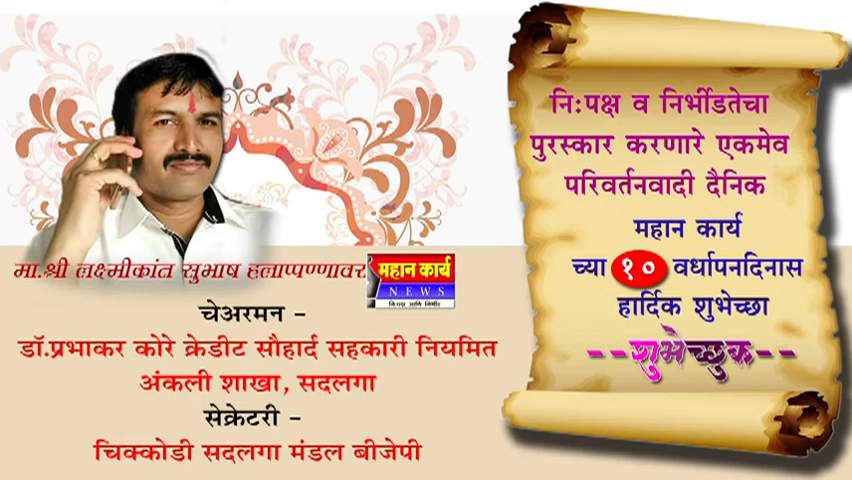 मा.श्री लक्ष्मीकांत सुभाष हलाप्पण्णावर
महान कार्य
NEWS
चेअरमन -
डॉ.प्रभाकर कोरे क्रेडीट सौहार्द सहकारी नियमित
अंकली शाखा, सदलगा
सेक्रेटरी -
चिक्कोडी सदलगा मंडल बीजेपी
नि:पक्ष व निर्भीडतेचा
पुरस्कार करणारे एकमेव
परिवर्तनवादी दैनिक
महान कार्य
च्या १० वर्धापनदिनास
हार्दिक शुभेच्छा
--शुभेच्छुक--